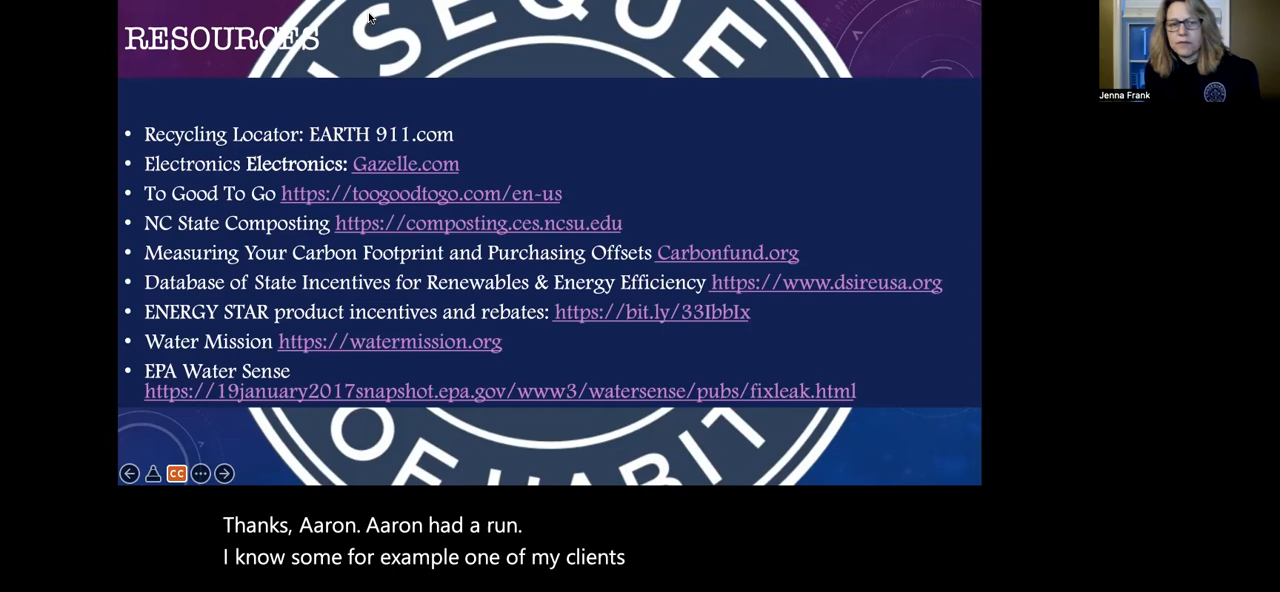 RESOURCES
ISEQUE
• Recycling Locator: EARTH 911.com
• Electronics Electronics: Gazelle.com
• To Good To Go https://toogoodtogo.com/en-us
• NC State Composting https://composting.ces.ncsu.edu
• Measuring Your Carbon Footprint and Purchasing Offsets Carbonfund.org
• Database of State Incentives for Renewables & Energy Efficiency https://www.dsireusa.org
• ENERGY STAR product incentives and rebates: https://bit.ly/33IbbIx
• Water Mission https://watermission.org
• EPA Water Sense
https://19january2017snapshot.epa.gov/www3/watersense/pubs/fixleak.html
OF HABIT
CC
Thanks, Aaron. Aaron had a run.
I know some for example one of my clients
Jenna Frank